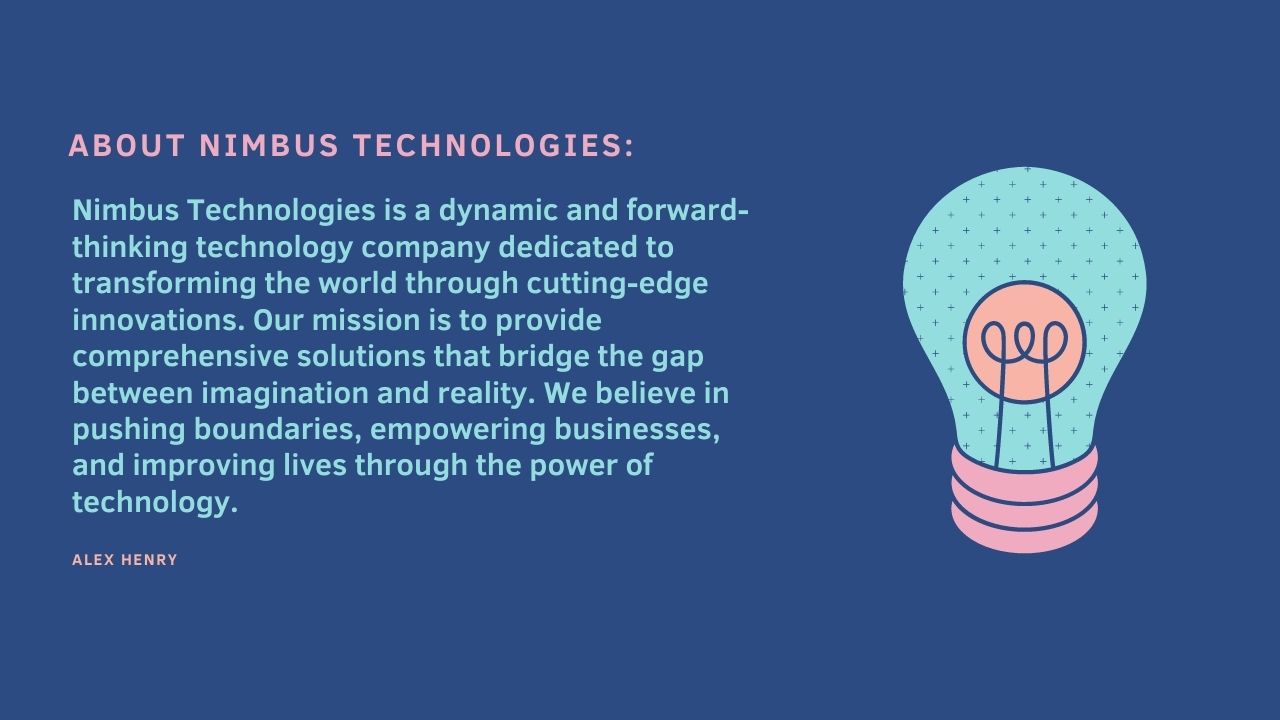 ABOUT NIMBUS TECHNOLOGIES:
Nimbus Technologies is a dynamic and forward-
thinking technology company dedicated to
transforming the world through cutting-edge
innovations. Our mission is to provide
comprehensive solutions that bridge the gap
between imagination and reality. We believe in
pushing boundaries, empowering businesses,
and improving lives through the power of
technology.
ALEX HENRY